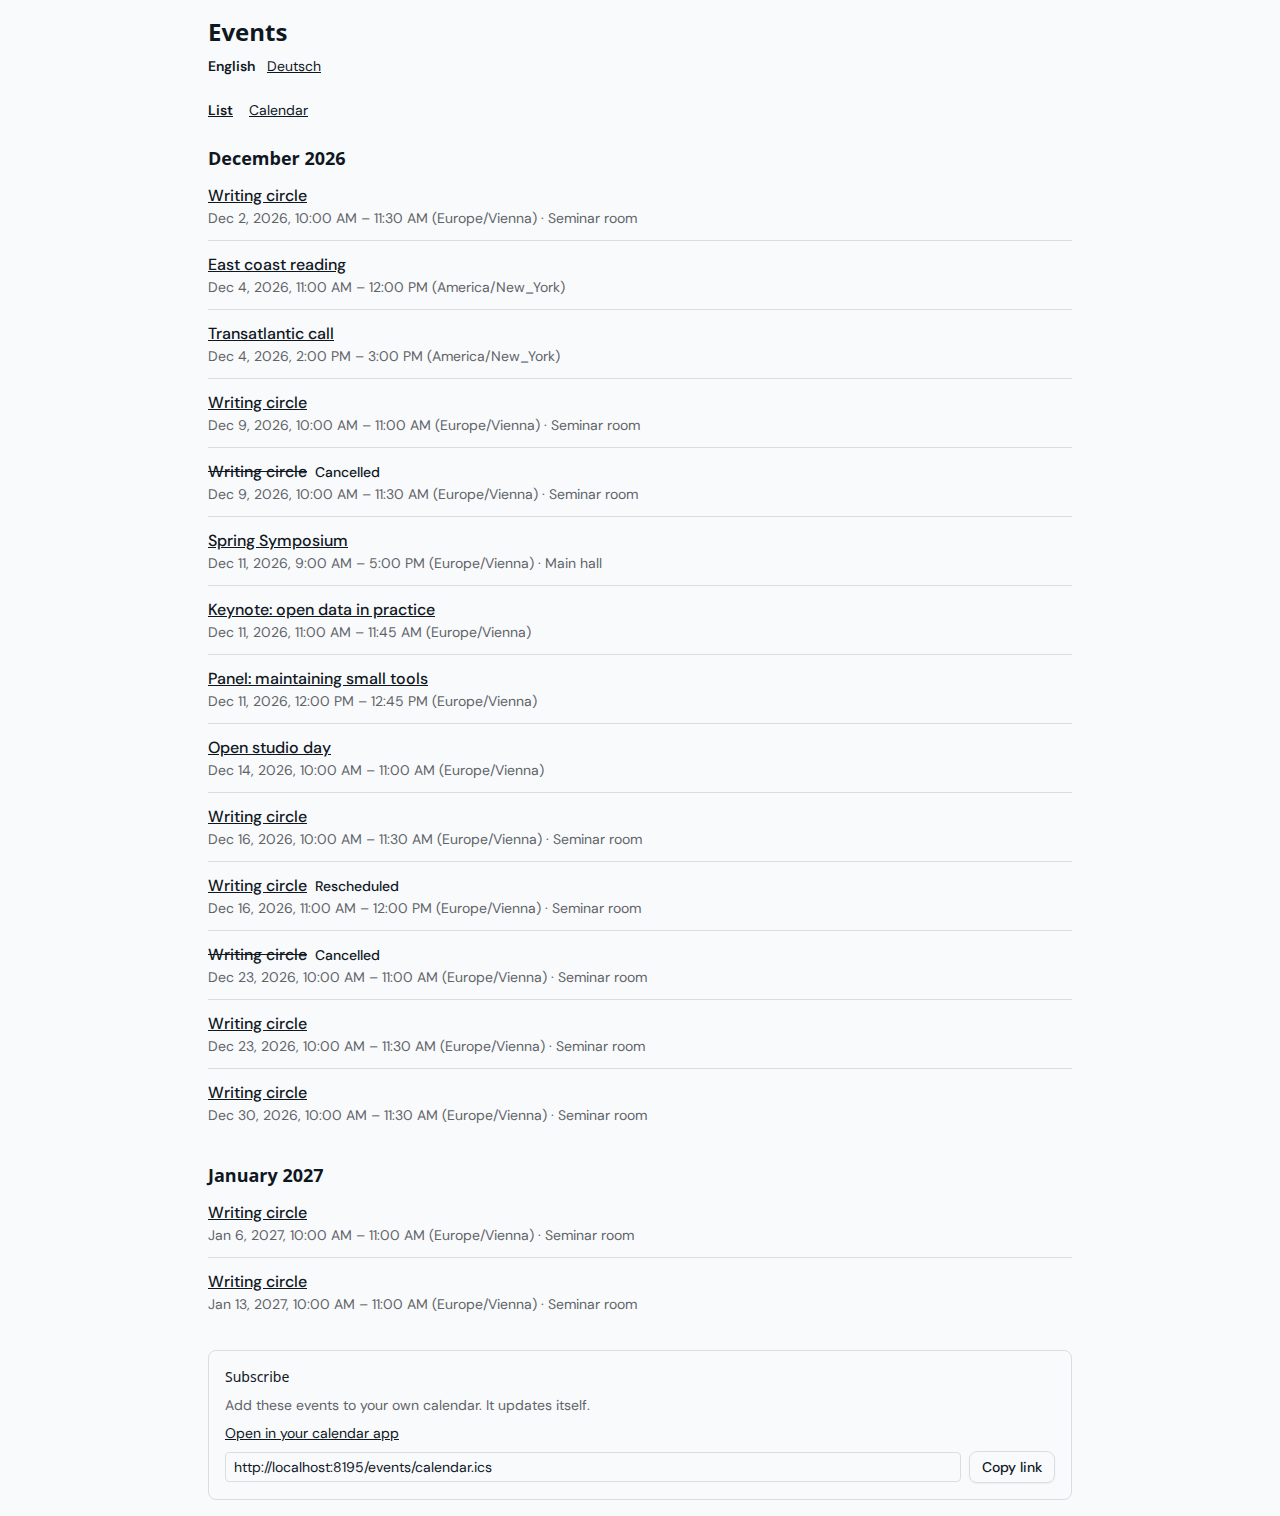 Events
English Deutsch
List Calendar
December 2026
Writing circle
Dec 2, 2026, 10:00 AM – 11:30 AM (Europe/Vienna) · Seminar room
East coast reading
Dec 4, 2026, 11:00 AM – 12:00 PM (America/New_York)
Transatlantic call
Dec 4, 2026, 2:00 PM – 3:00 PM (America/New_York)
Writing circle
Dec 9, 2026, 10:00 AM – 11:00 AM (Europe/Vienna) · Seminar room
Writing circle Cancelled
Dec 9, 2026, 10:00 AM – 11:30 AM (Europe/Vienna) · Seminar room
Spring Symposium
Dec 11, 2026, 9:00 AM – 5:00 PM (Europe/Vienna) · Main hall
Keynote: open data in practice
Dec 11, 2026, 11:00 AM – 11:45 AM (Europe/Vienna)
Panel: maintaining small tools
Dec 11, 2026, 12:00 PM – 12:45 PM (Europe/Vienna)
Open studio day
Dec 14, 2026, 10:00 AM – 11:00 AM (Europe/Vienna)
Writing circle
Dec 16, 2026, 10:00 AM – 11:30 AM (Europe/Vienna) · Seminar room
Writing circle Rescheduled
Dec 16, 2026, 11:00 AM – 12:00 PM (Europe/Vienna) · Seminar room
Writing circle Cancelled
Dec 23, 2026, 10:00 AM – 11:00 AM (Europe/Vienna) · Seminar room
Writing circle
Dec 23, 2026, 10:00 AM – 11:30 AM (Europe/Vienna) · Seminar room
Writing circle
Dec 30, 2026, 10:00 AM – 11:30 AM (Europe/Vienna) · Seminar room
January 2027
Writing circle
Jan 6, 2027, 10:00 AM – 11:00 AM (Europe/Vienna) · Seminar room
Writing circle
Jan 13, 2027, 10:00 AM – 11:00 AM (Europe/Vienna) · Seminar room
Subscribe
Add these events to your own calendar. It updates itself.
Open in your calendar app
http://localhost:8195/events/calendar.ics Copy link